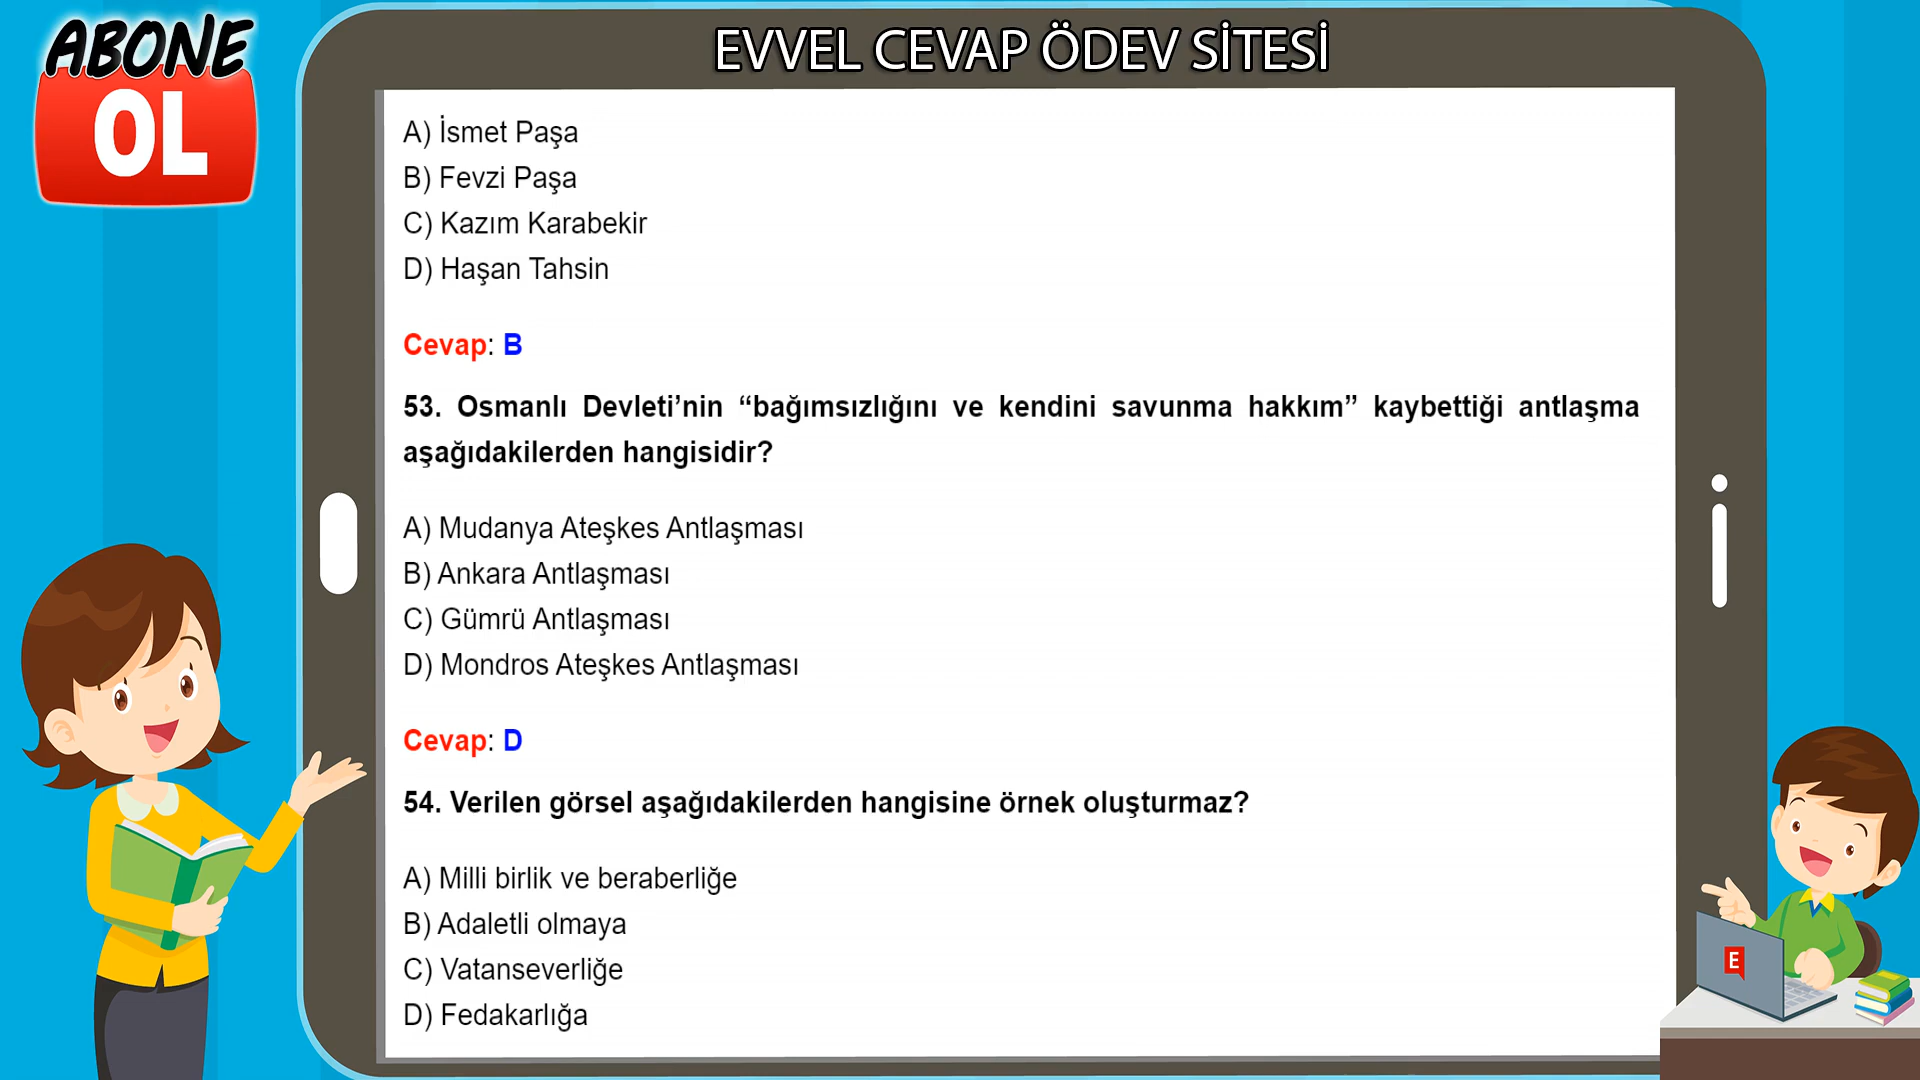 ABONE
OL
EVVEL CEVAP ÖDEV SİTESİ
A) İsmet Paşa
B) Fevzi Paşa
C) Kazım Karabekir
D) Haşan Tahsin
Cevap: B
53. Osmanlı Devleti’nin “bağımsızlığını ve kendini savunma hakkım” kaybettiği antlaşma
aşağıdakilerden hangisidir?
A) Mudanya Ateşkes Antlaşması
B) Ankara Antlaşması
C) Gümrü Antlaşması
D) Mondros Ateşkes Antlaşması
Cevap: D
54. Verilen görsel aşağıdakilerden hangisine örnek oluşturmaz?
A) Milli birlik ve beraberliğe
B) Adaletli olmaya
C) Vatanseverliğe
D) Fedakarlığa
E